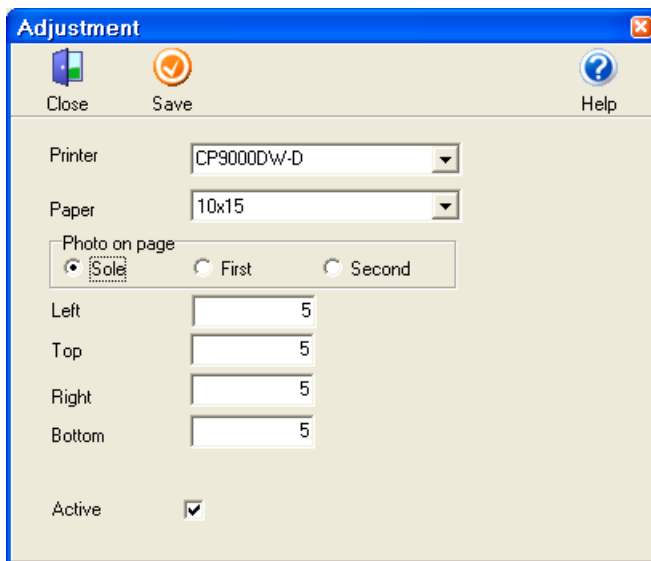 Adjustment
Close Save Help
Printer CP9000DW-D
Paper 10x15
Photo on page
Sole First Second
Left 5
Top 5
Right 5
Bottom 5
Active